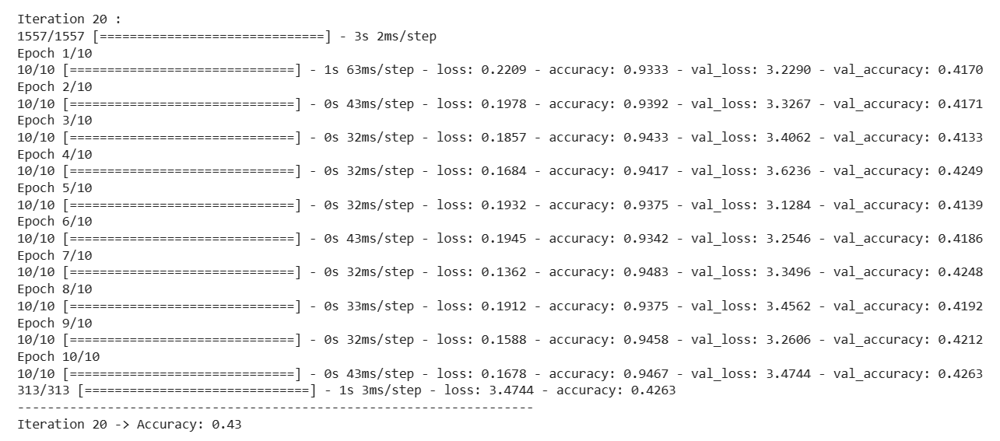 Iteration 20 :
1557/1557 [==============================] - 3s 2ms/step
Epoch 1/10
10/10 [==============================] - 1s 63ms/step - loss: 0.2209 - accuracy: 0.9333 - val_loss: 3.2290 - val_accuracy: 0.4170
Epoch 2/10
10/10 [==============================] - 0s 43ms/step - loss: 0.1978 - accuracy: 0.9392 - val_loss: 3.3267 - val_accuracy: 0.4171
Epoch 3/10
10/10 [==============================] - 0s 32ms/step - loss: 0.1857 - accuracy: 0.9433 - val_loss: 3.4062 - val_accuracy: 0.4133
Epoch 4/10
10/10 [==============================] - 0s 32ms/step - loss: 0.1684 - accuracy: 0.9417 - val_loss: 3.6236 - val_accuracy: 0.4249
Epoch 5/10
10/10 [==============================] - 0s 32ms/step - loss: 0.1932 - accuracy: 0.9375 - val_loss: 3.1284 - val_accuracy: 0.4139
Epoch 6/10
10/10 [==============================] - 0s 43ms/step - loss: 0.1945 - accuracy: 0.9342 - val_loss: 3.2546 - val_accuracy: 0.4186
Epoch 7/10
10/10 [==============================] - 0s 32ms/step - loss: 0.1362 - accuracy: 0.9483 - val_loss: 3.3496 - val_accuracy: 0.4248
Epoch 8/10
10/10 [==============================] - 0s 33ms/step - loss: 0.1912 - accuracy: 0.9375 - val_loss: 3.4562 - val_accuracy: 0.4192
Epoch 9/10
10/10 [==============================] - 0s 32ms/step - loss: 0.1588 - accuracy: 0.9458 - val_loss: 3.2606 - val_accuracy: 0.4212
Epoch 10/10
10/10 [==============================] - 0s 43ms/step - loss: 0.1678 - accuracy: 0.9467 - val_loss: 3.4744 - val_accuracy: 0.4263
313/313 [==============================] - 1s 3ms/step - loss: 3.4744 - accuracy: 0.4263
---------------------------------------------------------------------
Iteration 20 -> Accuracy: 0.43